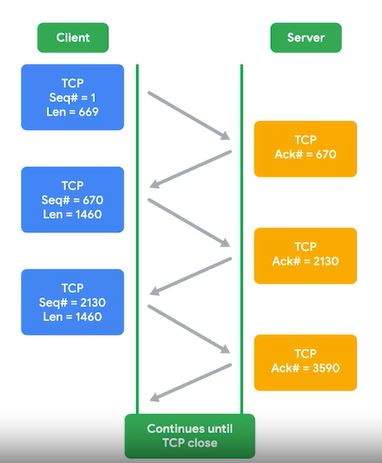 Client
Server
TCP
Seq# = 1
Len = 669
TCP
Ack# = 670
TCP
Seq# = 670
Len = 1460
TCP
Ack# = 2130
TCP
Seq# = 2130
Len = 1460
TCP
Ack# = 3590
Continues until
TCP close